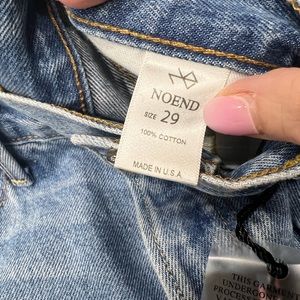 NOEND
SIZE 29
100% COTTON
MADE IN U.S.A.
THIS GARMENT
UNDERGONE